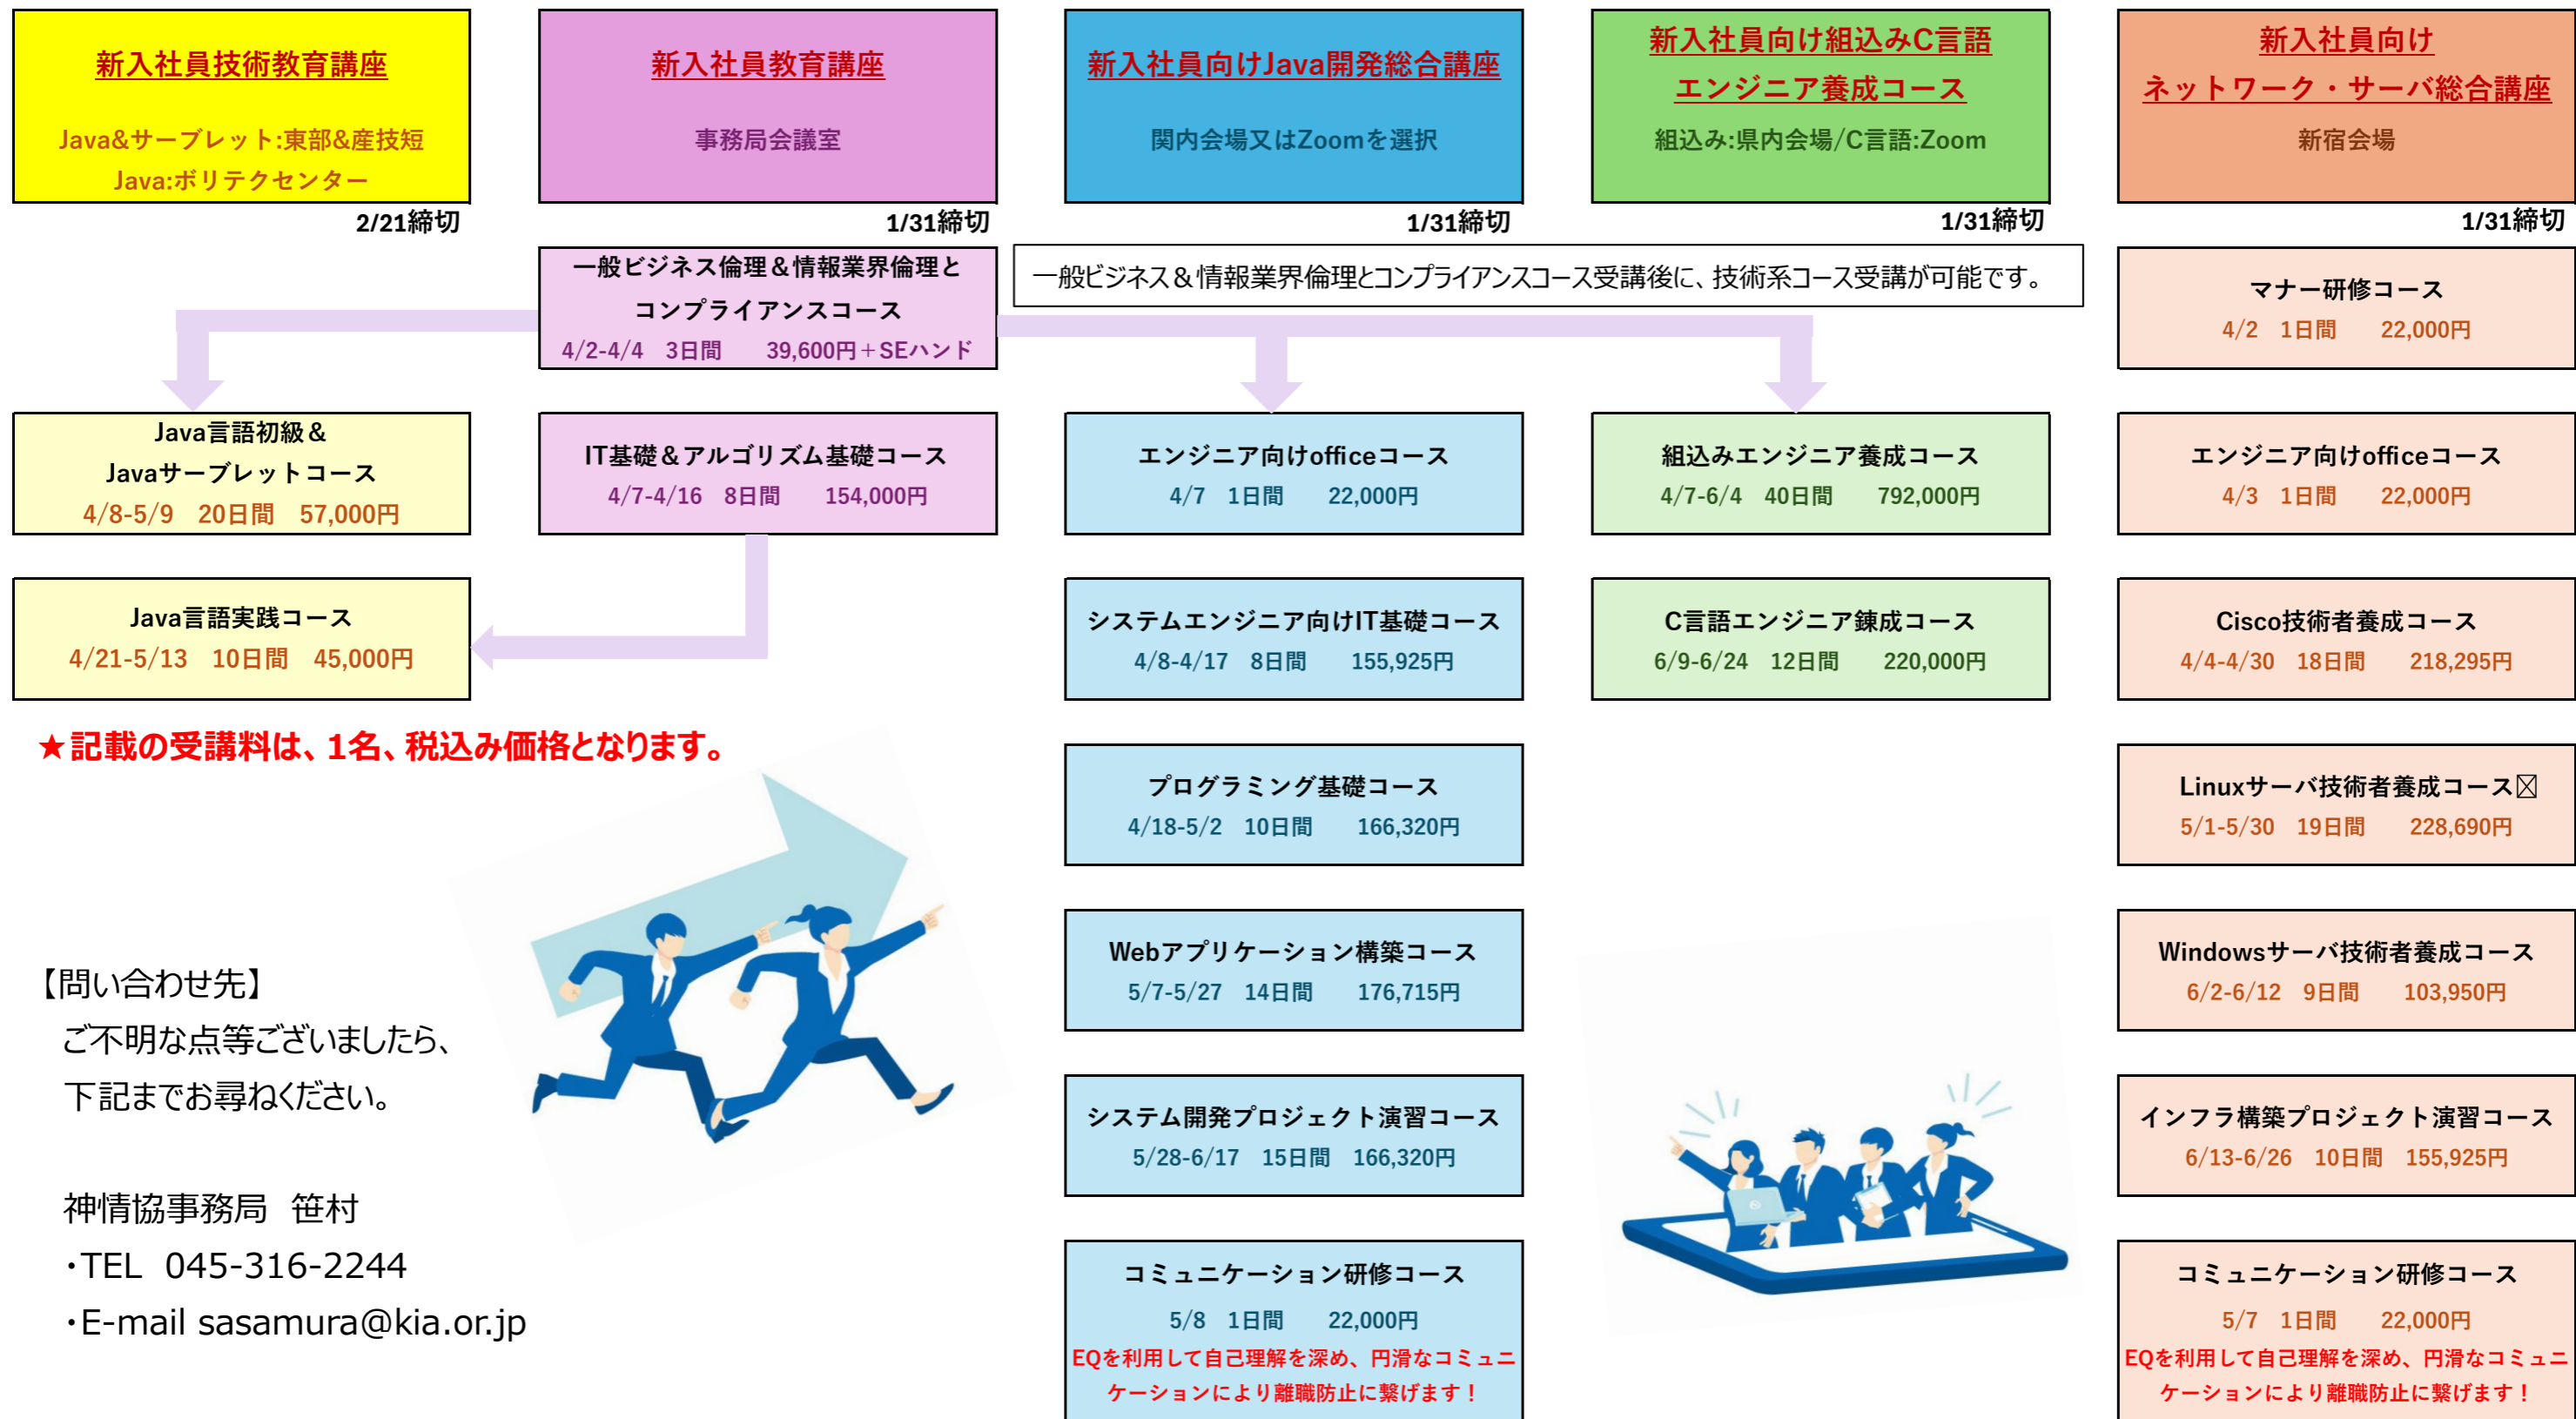 新入社員技術教育講座
Java&サーブレット:東部&産技短
Java:ポリテクセンター
2/21締切
新入社員教育講座
事務局会議室
1/31締切
新入社員向けJava開発総合講座
関内会場又はZoomを選択
1/31締切
新入社員向け組込みC言語
エンジニア養成コース
組込み:県内会場/C言語:Zoom
1/31締切
新入社員向け
ネットワーク・サーバ総合講座
新宿会場
1/31締切
一般ビジネス倫理&情報業界倫理と
コンプライアンスコース
4/2-4/4 3日間 39,600円+SEハンド
一般ビジネス&情報業界倫理とコンプライアンスコース受講後に、技術系コース受講が可能です。
マナー研修コース
4/2 1日間 22,000円
Java言語初級&
Javaサーブレットコース
4/8-5/9 20日間 57,000円
IT基礎&アルゴリズム基礎コース
4/7-4/16 8日間 154,000円
エンジニア向けofficeコース
4/7 1日間 22,000円
組込みエンジニア養成コース
4/7-6/4 40日間 792,000円
エンジニア向けofficeコース
4/3 1日間 22,000円
Java言語実践コース
4/21-5/13 10日間 45,000円
システムエンジニア向けIT基礎コース
4/8-4/17 8日間 155,925円
C言語エンジニア錬成コース
6/9-6/24 12日間 220,000円
Cisco技術者養成コース
4/4-4/30 18日間 218,295円
★記載の受講料は、1名、税込み価格となります。
プログラミング基礎コース
4/18-5/2 10日間 166,320円
Linuxサーバ技術者養成コース
5/1-5/30 19日間 228,690円
Webアプリケーション構築コース
5/7-5/27 14日間 176,715円
Windowsサーバ技術者養成コース
6/2-6/12 9日間 103,950円
【問い合わせ先】
ご不明な点等ございましたら、
下記までお尋ねください。
システム開発プロジェクト演習コース
5/28-6/17 15日間 166,320円
インフラ構築プロジェクト演習コース
6/13-6/26 10日間 155,925円
神情協事務局 笹村
・TEL 045-316-2244
・E-mail sasamura@kia.or.jp
コミュニケーション研修コース
5/8 1日間 22,000円
EQを利用して自己理解を深め、円滑なコミュニ
ケーションにより離職防止に繋げます！
コミュニケーション研修コース
5/7 1日間 22,000円
EQを利用して自己理解を深め、円滑なコミュニ
ケーションにより離職防止に繋げます！